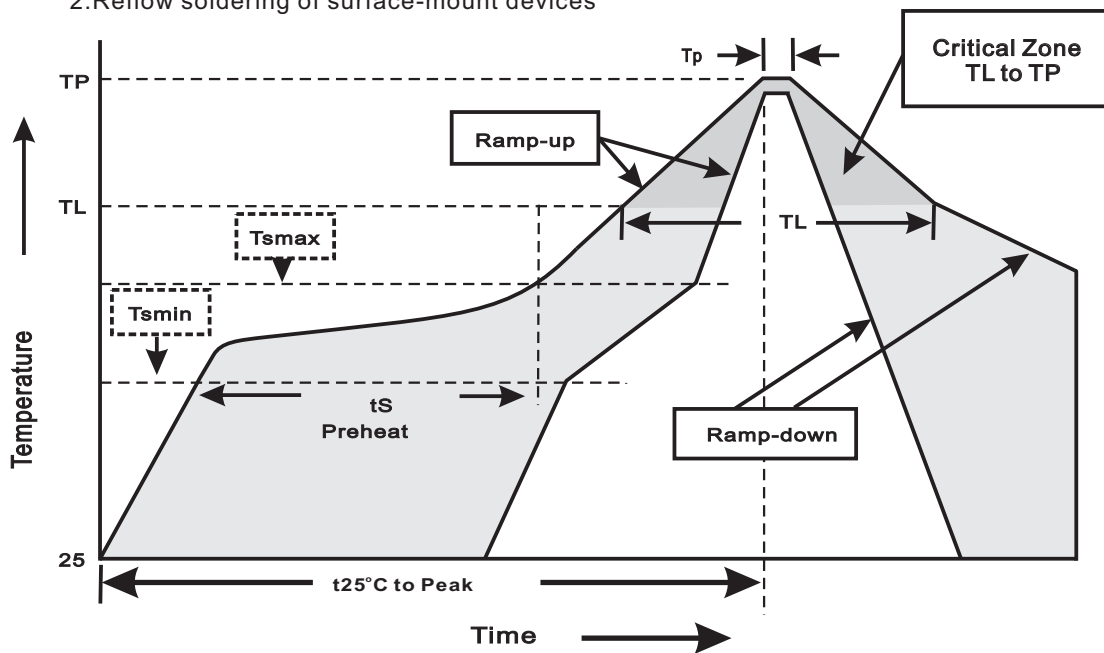 2.Reflow soldering of surface-mount devices
Tp
Critical Zone
TL to TP
TP
Ramp-up
TL
TL
Tsmax
Tsmin
Temperature
tS
Preheat
Ramp-down
25
t25°C to Peak
Time